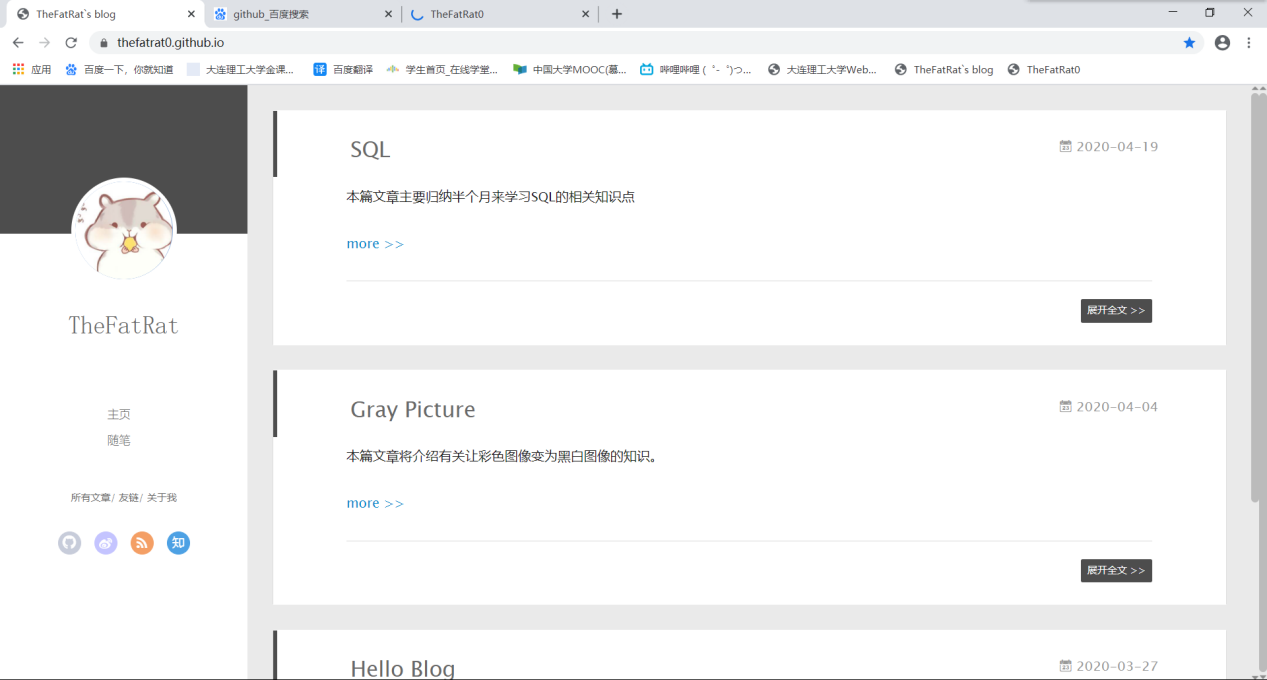 TheFatRat`s blog
github_百度搜索
TheFatRat0
thefatrat0.github.io
应用
百度一下，你就知道
大连理工大学金课...
译 百度翻译
学生首页_在线学堂...
中国大学MOOC(慕...
哔哩哔哩 ( ゜- ゜)つ...
大连理工大学Web...
TheFatRat`s blog
TheFatRat0
TheFatRat
主页
随笔
所有文章/ 友链/ 关于我
知
SQL
2020-04-19
本篇文章主要归纳半个月来学习SQL的相关知识点
more >>
展开全文 >>
Gray Picture
2020-04-04
本篇文章将介绍有关让彩色图像变为黑白图像的知识。
more >>
展开全文 >>
Hello Blog
2020-03-27